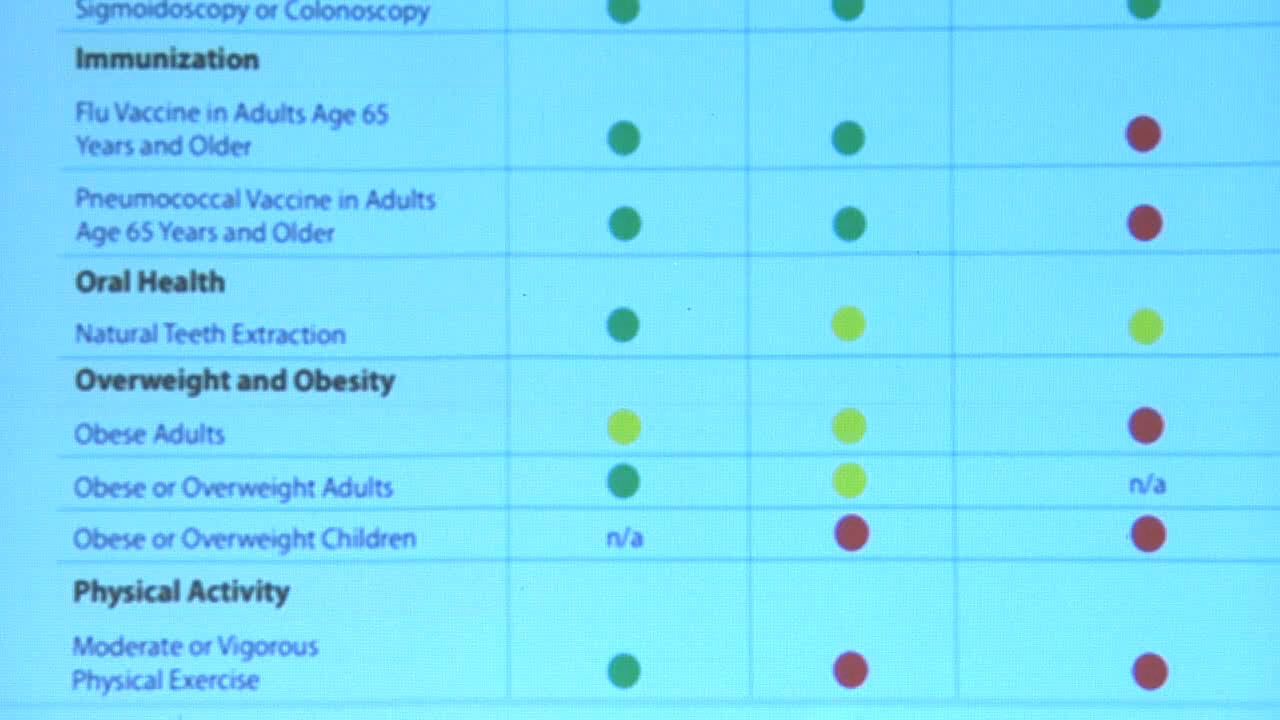 Sigmoidoscopy or Colonoscopy
Immunization
Flu Vaccine in Adults Age 65
Years and Older
Pneumococcal Vaccine in Adults
Age 65 Years and Older
Oral Health
Natural Teeth Extraction
Overweight and Obesity
Obese Adults
Obese or Overweight Adults n/a
Obese or Overweight Children n/a
Physical Activity
Moderate or Vigorous
Physical Exercise